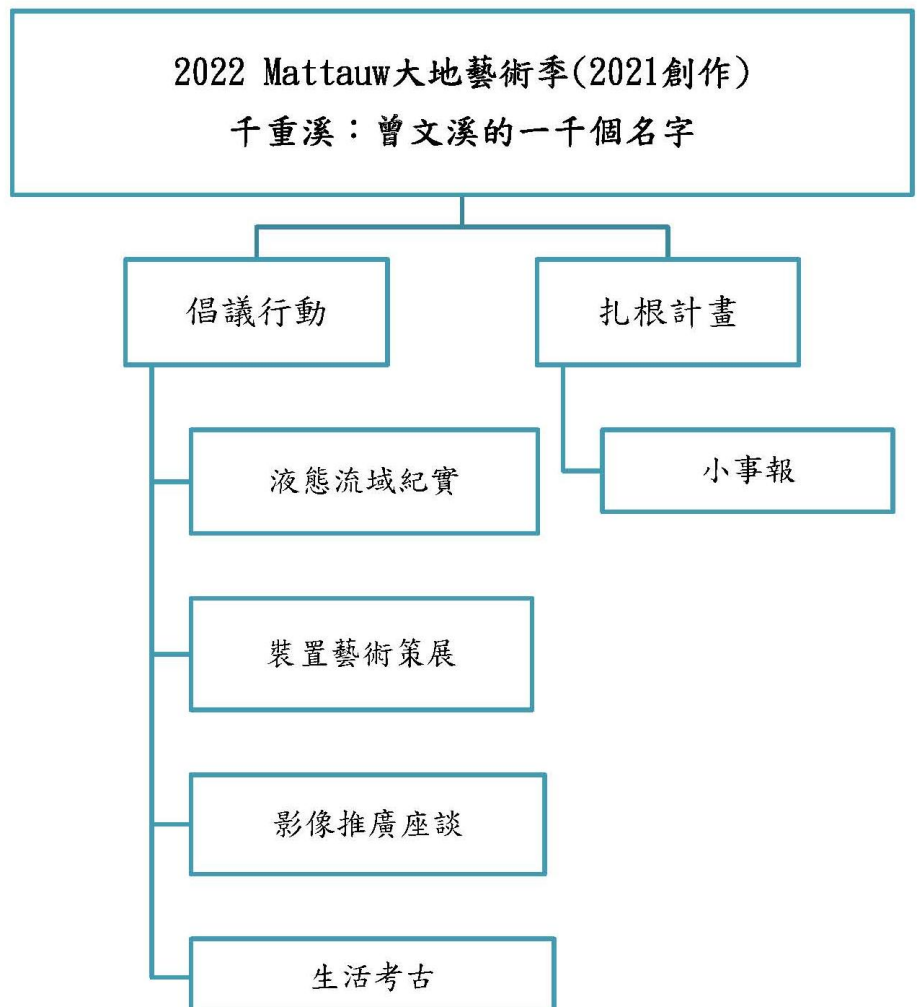 2022 Mattauw大地藝術季(2021創作)
千重溪：曾文溪的一千個名字
倡議行動
扎根計畫
液態流域紀實
小事報
裝置藝術策展
影像推廣座談
生活考古